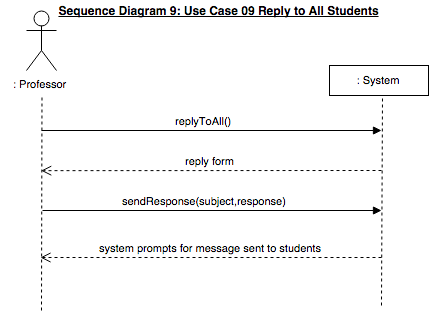 Sequence Diagram 9: Use Case 09 Reply to All Students
: Professor
: System
replyToAll()
reply form
sendResponse(subject,response)
system prompts for message sent to students